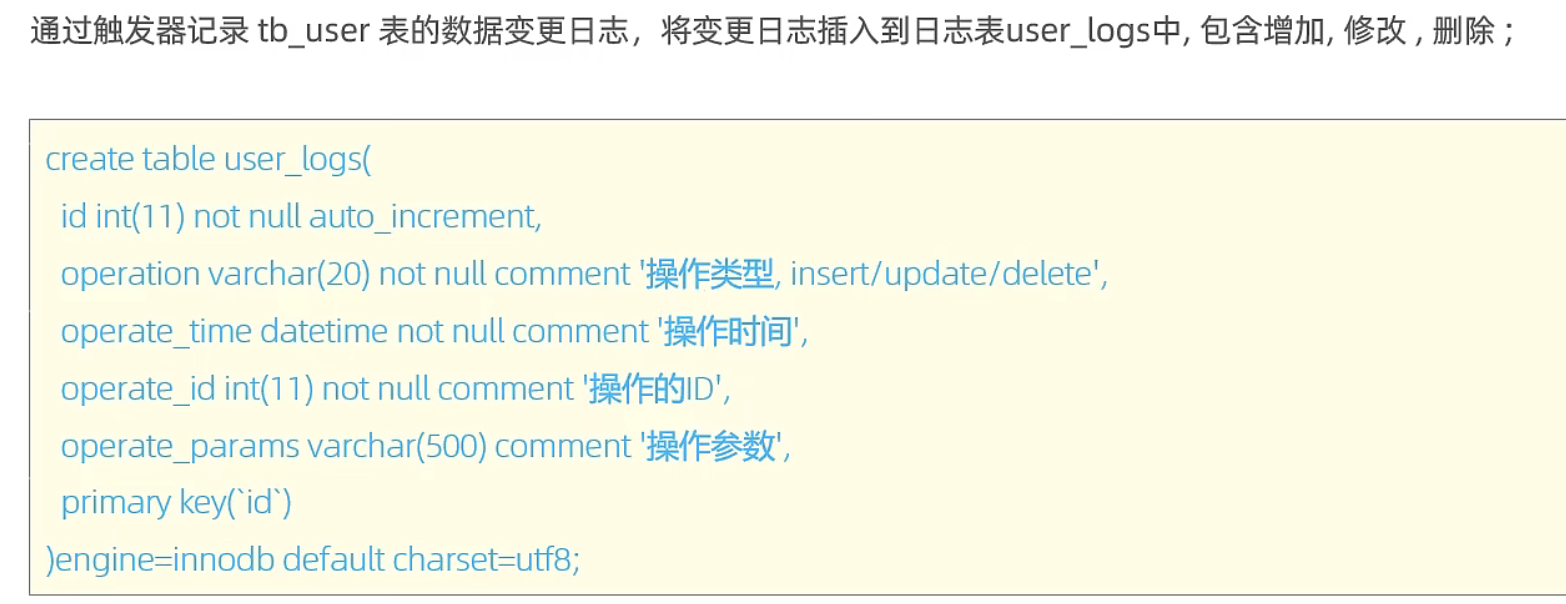 通过触发器记录 tb_user 表的数据变更日志，将变更日志插入到日志表user_logs中, 包含增加, 修改 , 删除 ;
create table user_logs(
id int(11) not null auto_increment,
operation varchar(20) not null comment '操作类型, insert/update/delete',
operate_time datetime not null comment '操作时间',
operate_id int(11) not null comment '操作的ID',
operate_params varchar(500) comment '操作参数',
primary key(`id`)
)engine=innodb default charset=utf8;